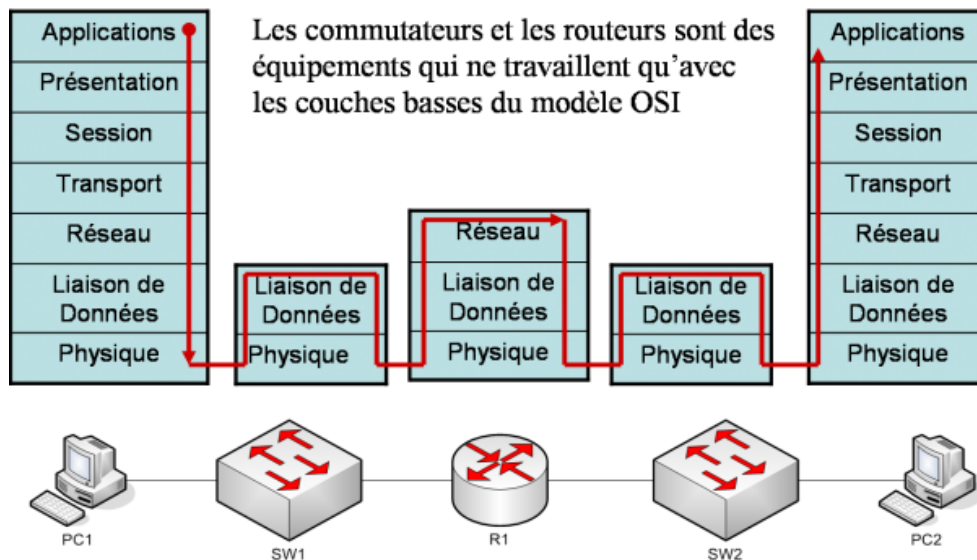 Les commutateurs et les routeurs sont des
équipements qui ne travaillent qu'avec
les couches basses du modèle OSI
Applications
Présentation
Session
Transport
Réseau
Liaison de
Données
Physique
Liaison de
Données
Physique
Réseau
Liaison de
Données
Physique
Liaison de
Données
Physique
Applications
Présentation
Session
Transport
Réseau
Liaison de
Données
Physique
PC1
SW1
R1
SW2
PC2